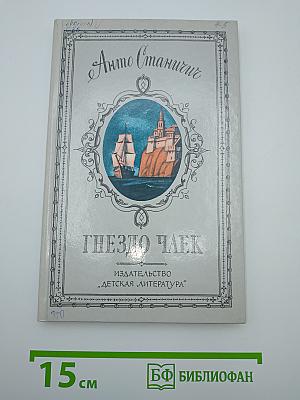 Анто Станичич
ГНЕЗДО ЧАЕК
ИЗДАТЕЛЬСТВО
„ДЕТСКАЯ ЛИТЕРАТУРА"
15 см
БФ БИБЛИОФАН